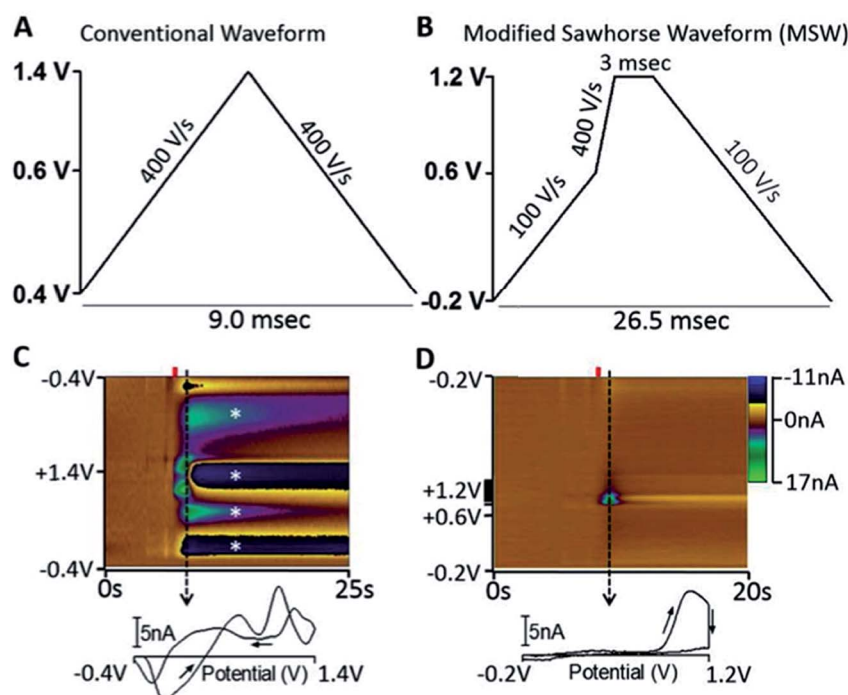 A Conventional Waveform
1.4 V
0.6 V
0.4 V
400 V/s
400 V/s
9.0 msec
B Modified Sawhorse Waveform (MSW)
3 msec
1.2 V
0.6 V
-0.2 V
100 V/s
400 V/s
100 V/s
26.5 msec
C
-0.4V
+1.4V
-0.4V
*
*
*
*
0s
25s
5nA
-0.4V
Potential (V)
1.4V
D
-0.2V
+1.2V
+0.6V
-0.2V
-11nA
0nA
17nA
0s
20s
5nA
-0.2V
Potential (V)
1.2V